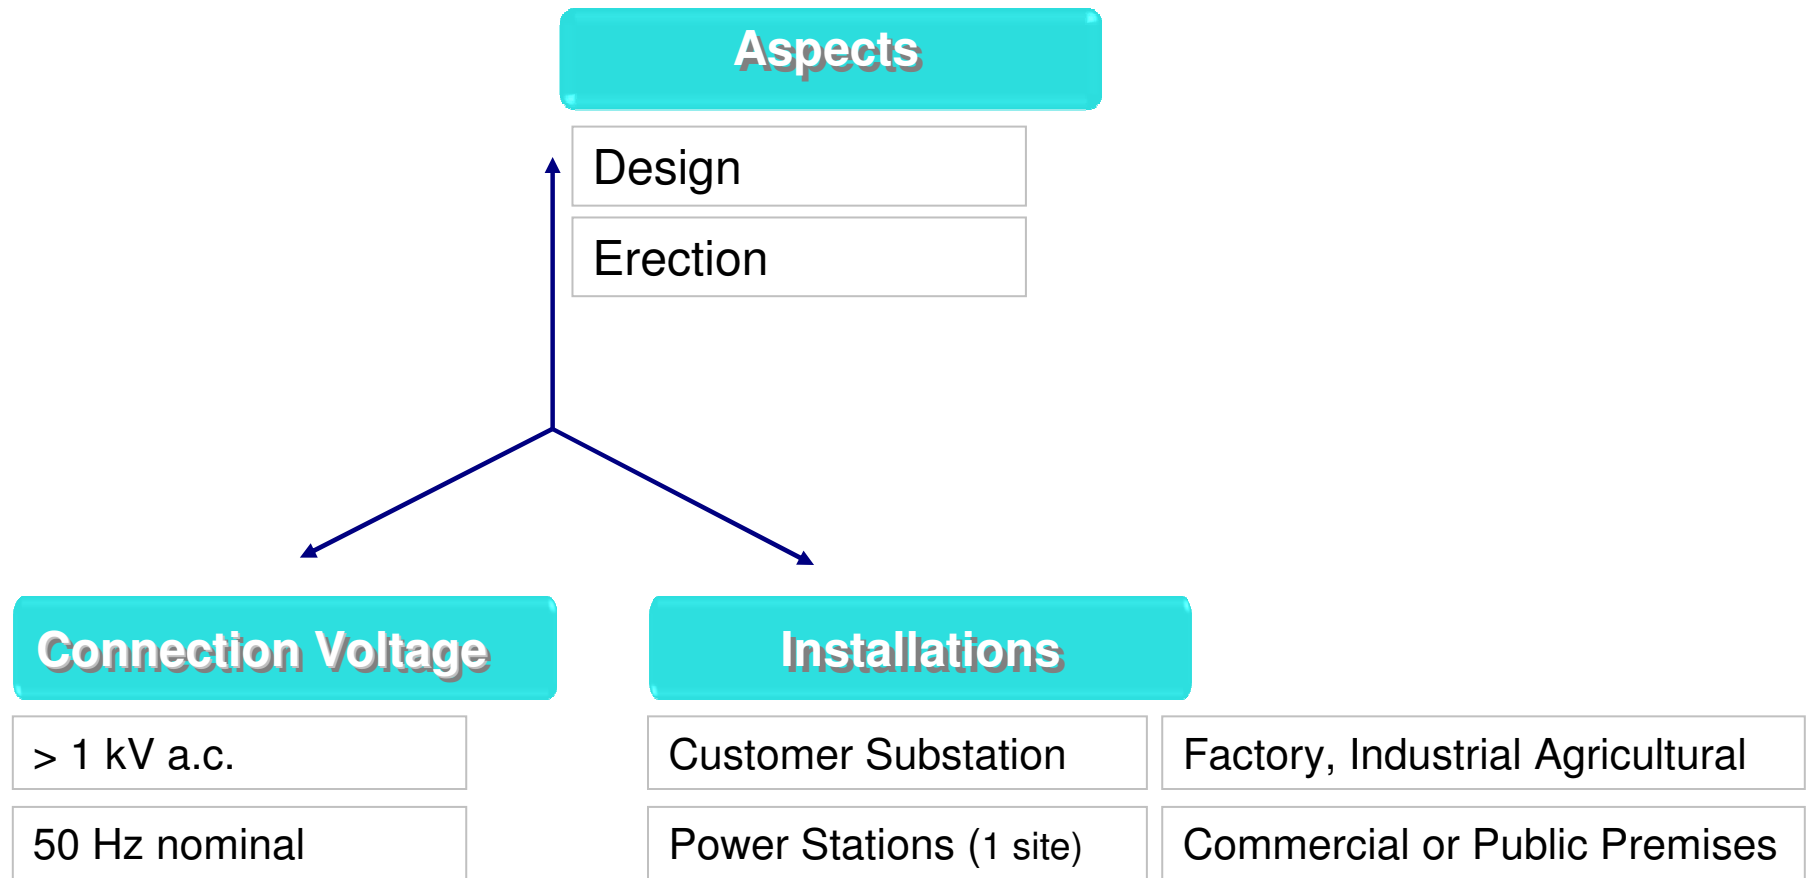 Aspects
Design
Erection
Connection Voltage
> 1 kV a.c.
50 Hz nominal
Installations
Customer Substation
Factory, Industrial Agricultural
Power Stations (1 site)
Commercial or Public Premises